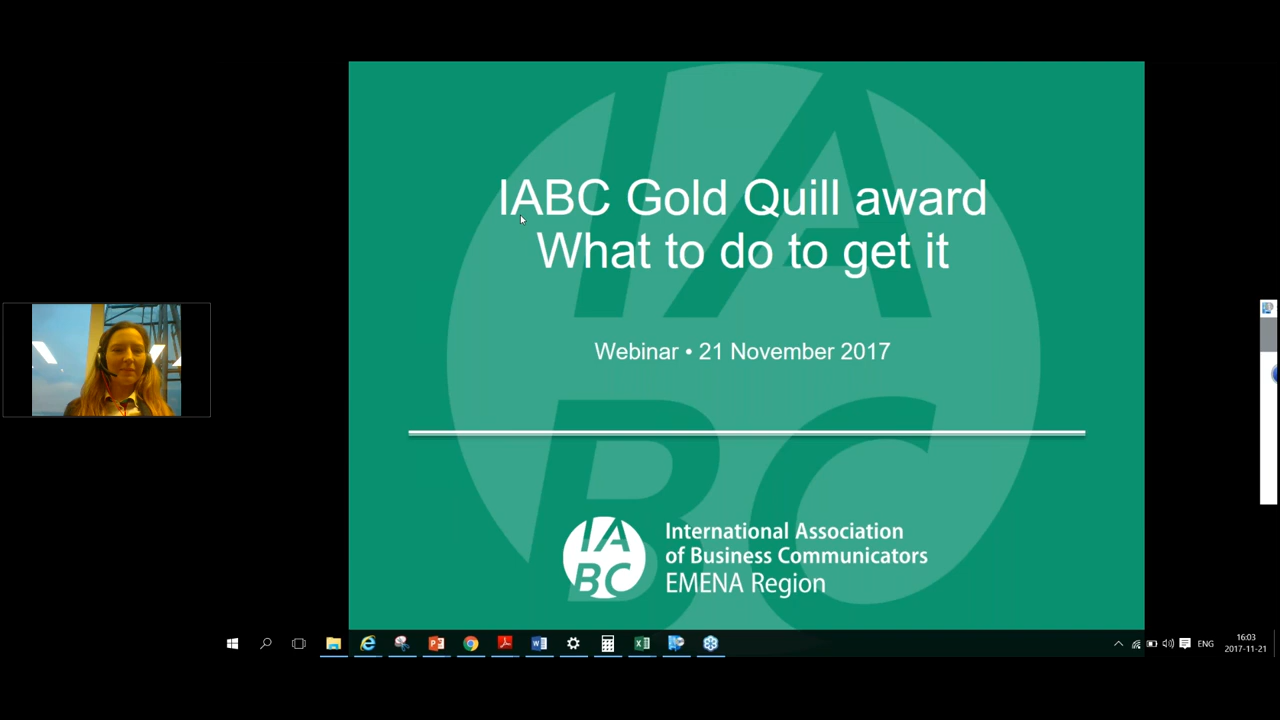 IABC Gold Quill award
What to do to get it
Webinar • 21 November 2017
IA
BC
International Association
of Business Communicators
EMENA Region
ENG
16:03
2017-11-21